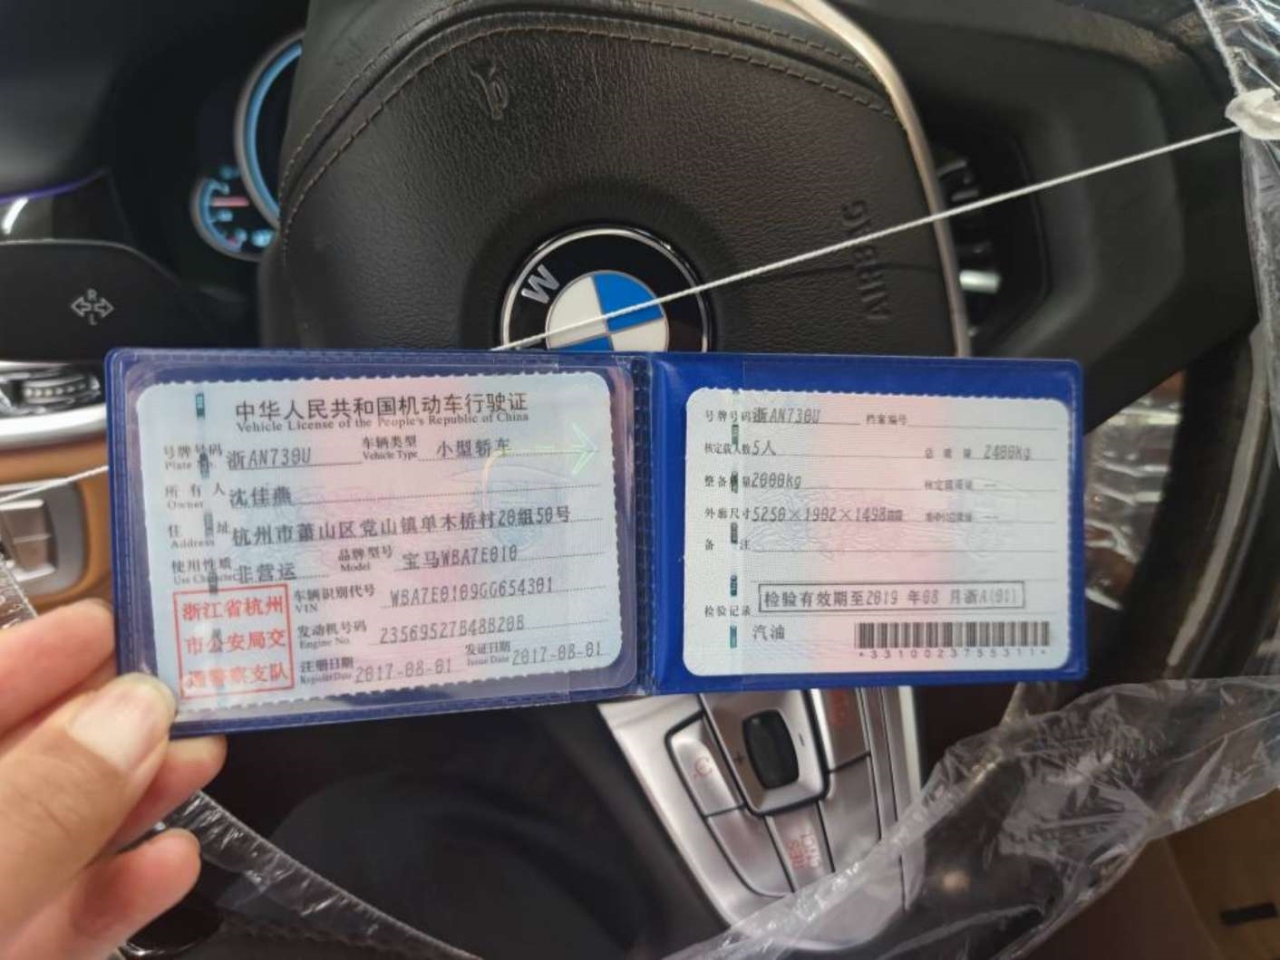 中华人民共和国机动车行驶证
Vehicle License of the People's Republic of China
号牌号码 浙AN730U 车辆类型 小型轿车
Plate No. Vehicle Type
所有人 沈佳燕
Owner
住址 杭州市萧山区党山镇单木桥村20组50号
Address
使用性质 非营运 品牌型号 宝马WBA7E010
Use Character Model
车辆识别代号 WBA7E0109GG654301
VIN
发动机号码 23569527B48B20B
Engine No.
注册日期 2017-08-01 发证日期 2017-08-01
Register Date Issue Date
浙江省杭州
市公安局交
通警察支队
号牌号码 浙AN730U 档案编号
核定载人数 5人 总质量 2480kg
整备质量 2000kg 核定载质量 --
外廓尺寸 5250×1902×1498mm --
备注
检验有效期至2019年08月浙A(01)
检验记录
汽油
*3310023755311*
W
AIRBAG
R
L